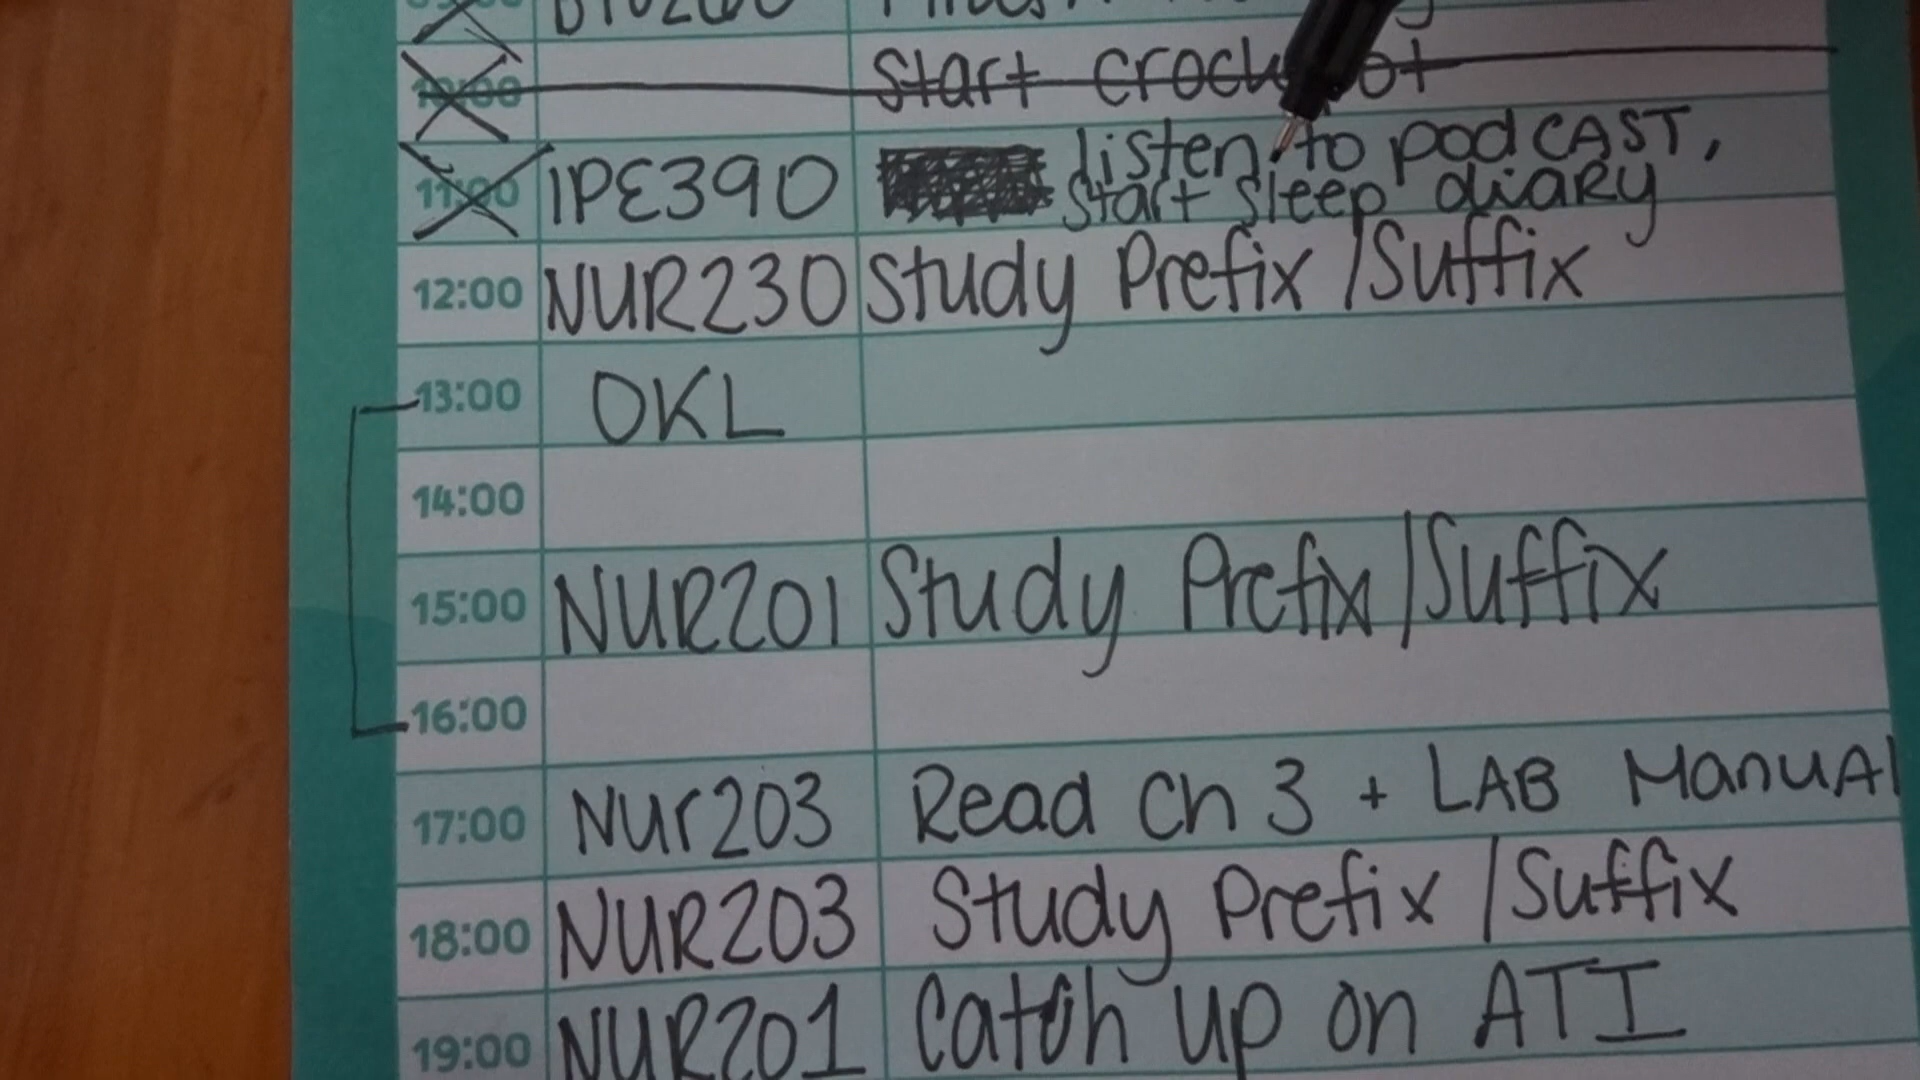 10:00 Start crockpot
11:00 IPE390 listen to podCAST,
start sleep diary
12:00 NUR230 Study Prefix /Suffix
13:00 OKL
14:00
15:00 NUR201 Study Prefix /Suffix
16:00
17:00 Nur203 Read Ch 3 + LAB ManuAl
18:00 NUR203 Study Prefix /Suffix
19:00 NUR201 Catch up on ATI